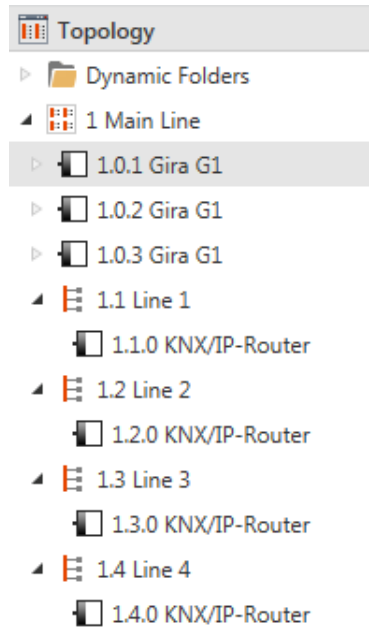 Topology
Dynamic Folders
1 Main Line
1.0.1 Gira G1
1.0.2 Gira G1
1.0.3 Gira G1
1.1 Line 1
1.1.0 KNX/IP-Router
1.2 Line 2
1.2.0 KNX/IP-Router
1.3 Line 3
1.3.0 KNX/IP-Router
1.4 Line 4
1.4.0 KNX/IP-Router